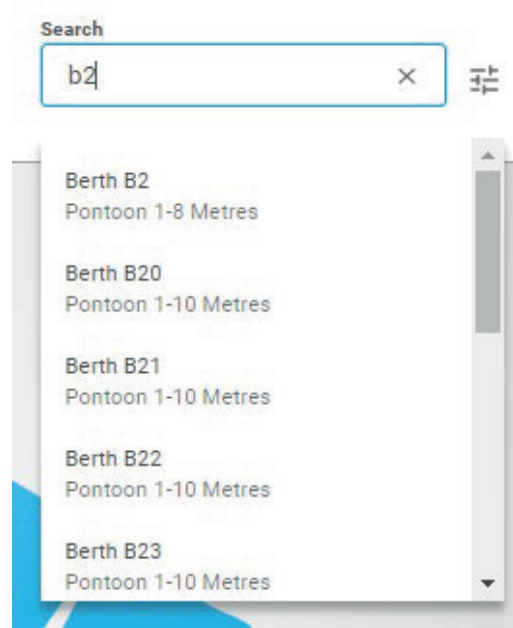 Search
b2
Berth B2
Pontoon 1-8 Metres
Berth B20
Pontoon 1-10 Metres
Berth B21
Pontoon 1-10 Metres
Berth B22
Pontoon 1-10 Metres
Berth B23
Pontoon 1-10 Metres